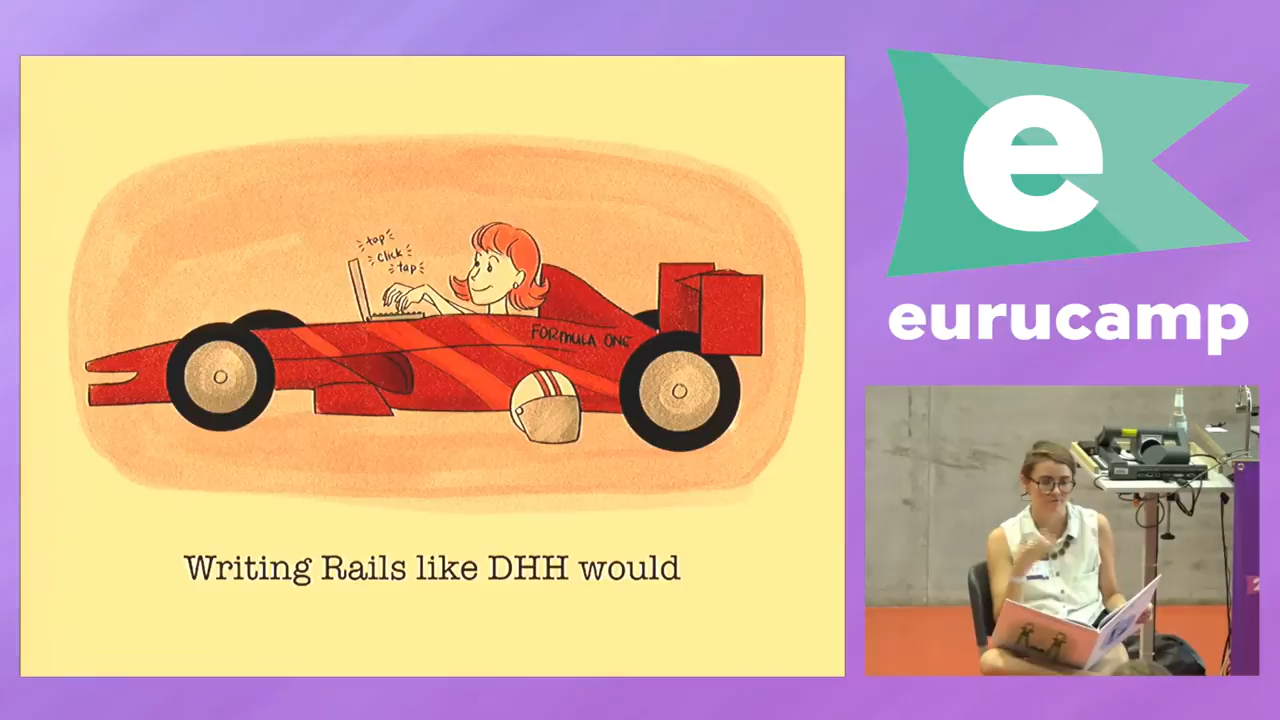 tap
click
tap
FORMULA ONE
Writing Rails like DHH would
e
eurucamp